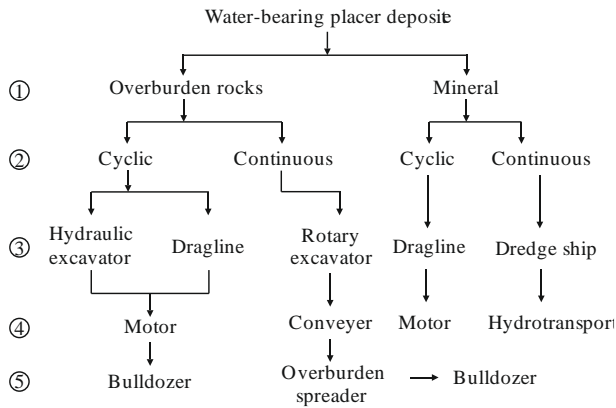 Water-bearing placer deposite
① Overburden rocks Mineral
② Cyclic Continuous Cyclic Continuous
③ Hydraulic excavator Dragline Rotary excavator Dragline Dredge ship
④ Motor Conveyer Motor Hydrotransport
⑤ Bulldozer Overburden spreader Bulldozer